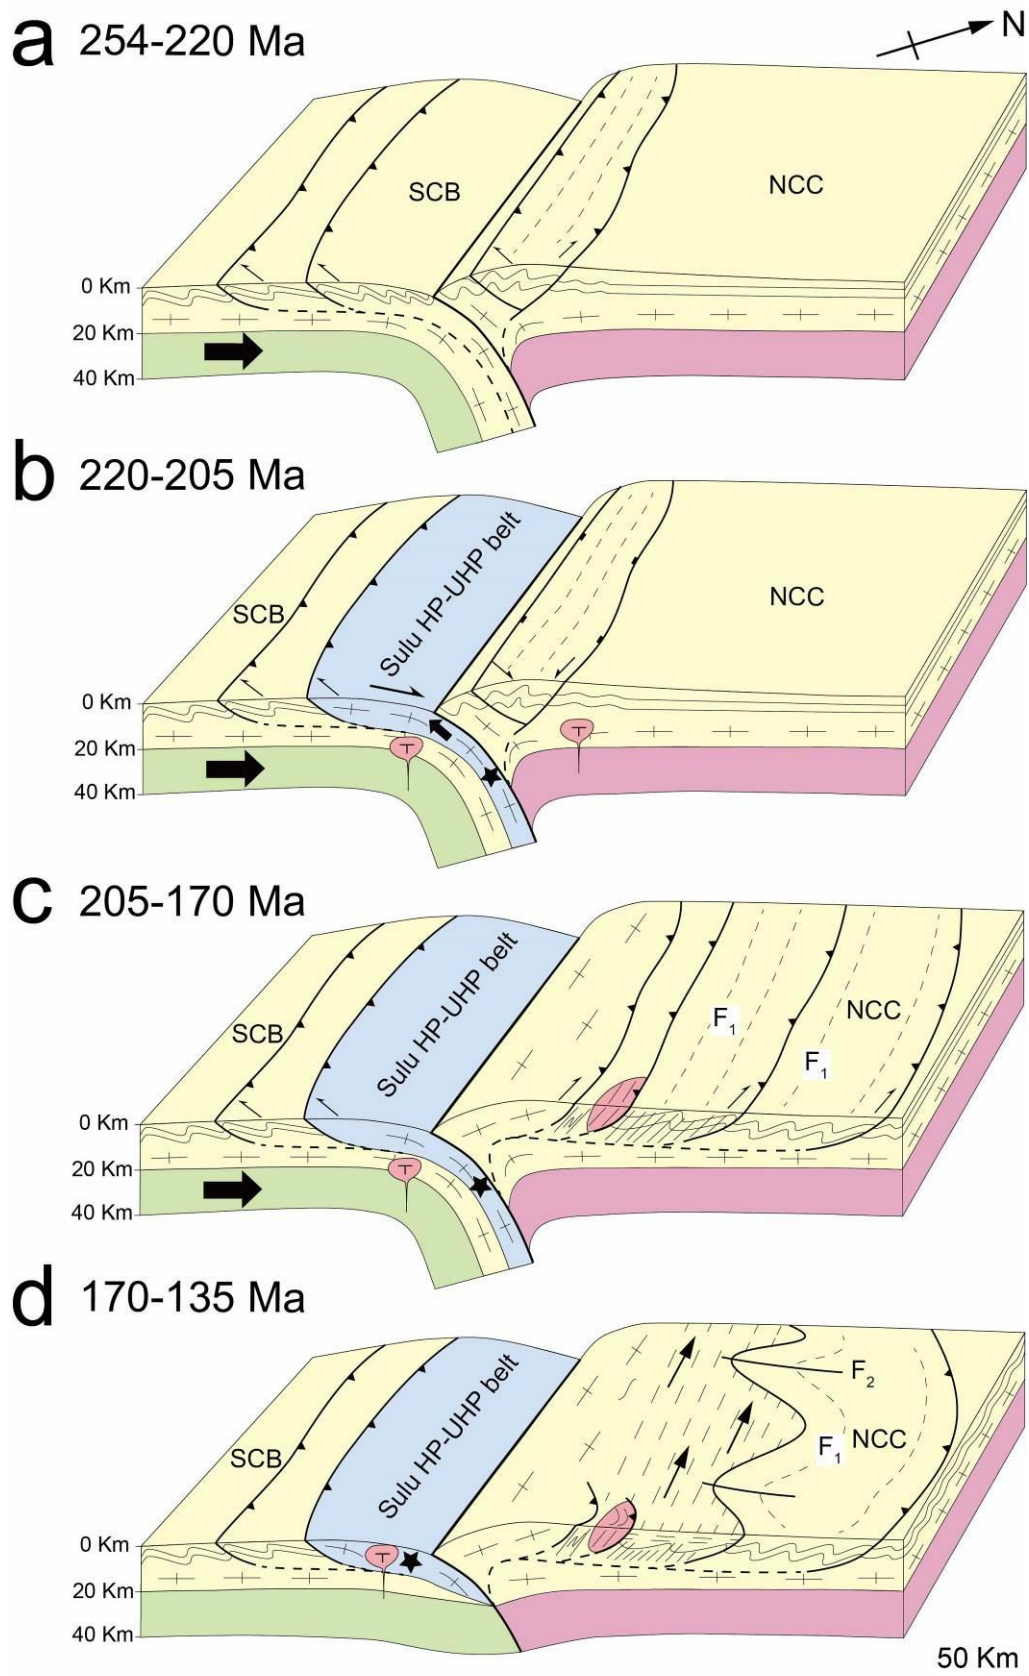 a 254-220 Ma
N
SCB
NCC
0 Km
20 Km
40 Km
b 220-205 Ma
Sulu HP-UHP belt
SCB
NCC
0 Km
T
20 Km
T
40 Km
c 205-170 Ma
Sulu HP-UHP belt
SCB
NCC
F1
F1
0 Km
20 Km
T
40 Km
d 170-135 Ma
Sulu HP-UHP belt
F2
SCB
F1
NCC
0 Km
T
20 Km
40 Km
50 Km